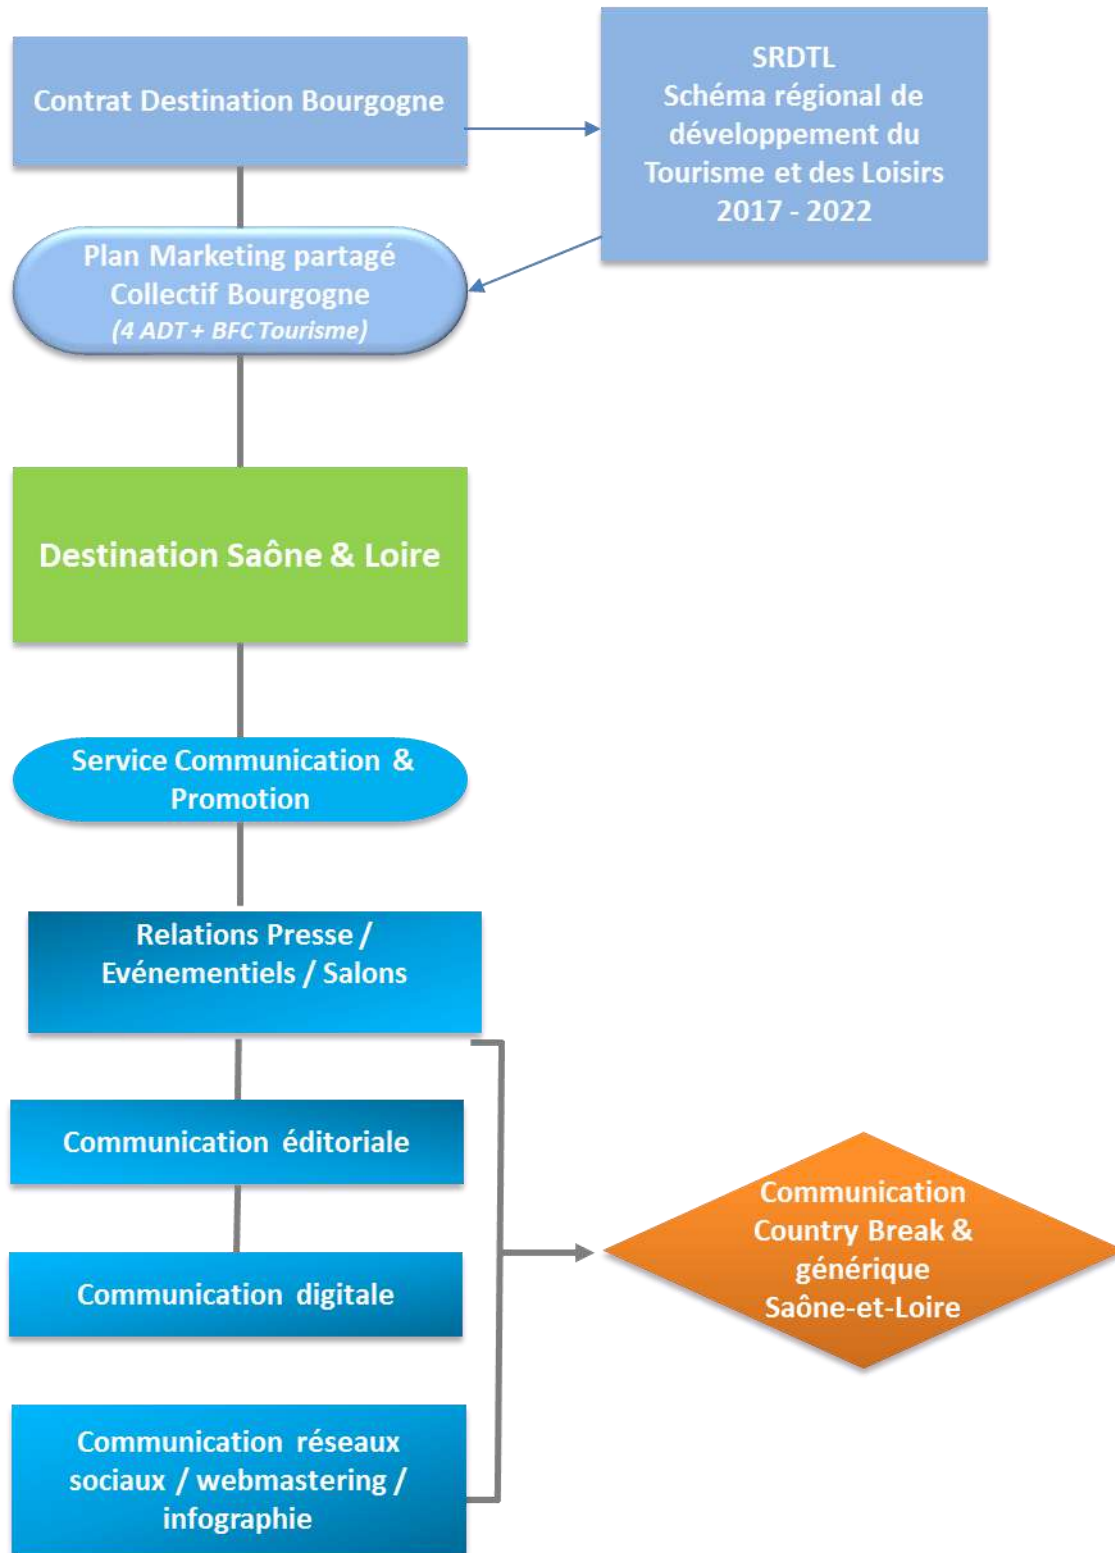 Contrat Destination Bourgogne
SRDTL
Schéma régional de
développement du
Tourisme et des Loisirs
2017 - 2022
Plan Marketing partagé
Collectif Bourgogne
(4 ADT + BFC Tourisme)
Destination Saône & Loire
Service Communication &
Promotion
Relations Presse /
Evénementiels / Salons
Communication éditoriale
Communication digitale
Communication réseaux
sociaux / webmastering /
infographie
Communication
Country Break &
générique
Saône-et-Loire